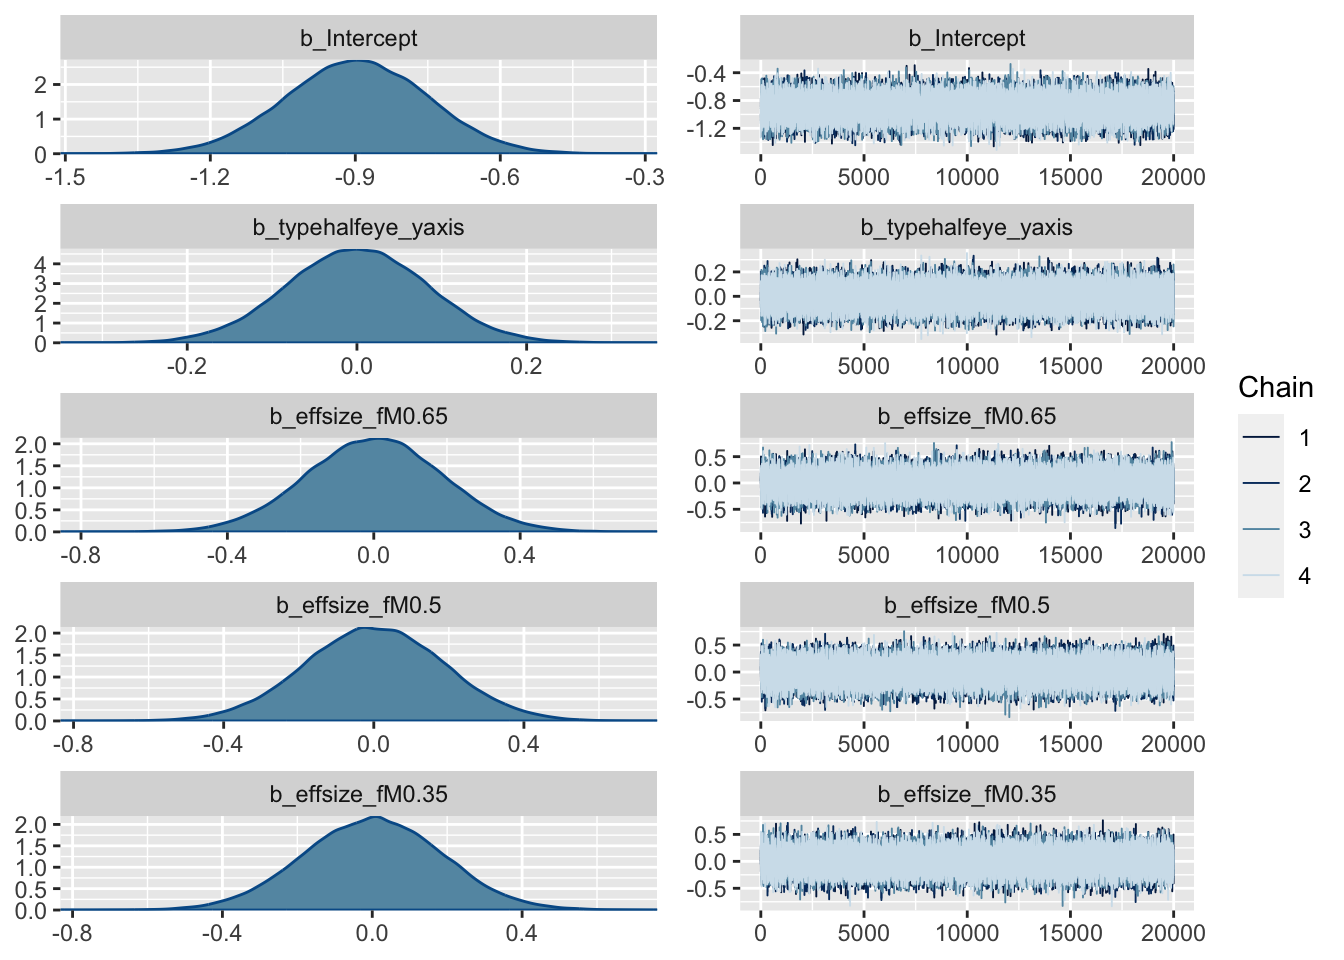 b_Intercept
2
1
0
-1.5 -1.2 -0.9 -0.6 -0.3
b_Intercept
-0.4
-0.8
-1.2
0 5000 10000 15000 20000
b_typehalfeye_yaxis
4
3
2
1
0
-0.2 0.0 0.2
b_typehalfeye_yaxis
0.2
0.0
-0.2
0 5000 10000 15000 20000
b_effsize_fM0.65
2.0
1.5
1.0
0.5
0.0
-0.8 -0.4 0.0 0.4
b_effsize_fM0.65
0.5
0.0
-0.5
0 5000 10000 15000 20000
b_effsize_fM0.5
2.0
1.5
1.0
0.5
0.0
-0.8 -0.4 0.0 0.4
b_effsize_fM0.5
0.5
0.0
-0.5
0 5000 10000 15000 20000
b_effsize_fM0.35
2.0
1.5
1.0
0.5
0.0
-0.8 -0.4 0.0 0.4
b_effsize_fM0.35
0.5
0.0
-0.5
0 5000 10000 15000 20000
Chain
1
2
3
4